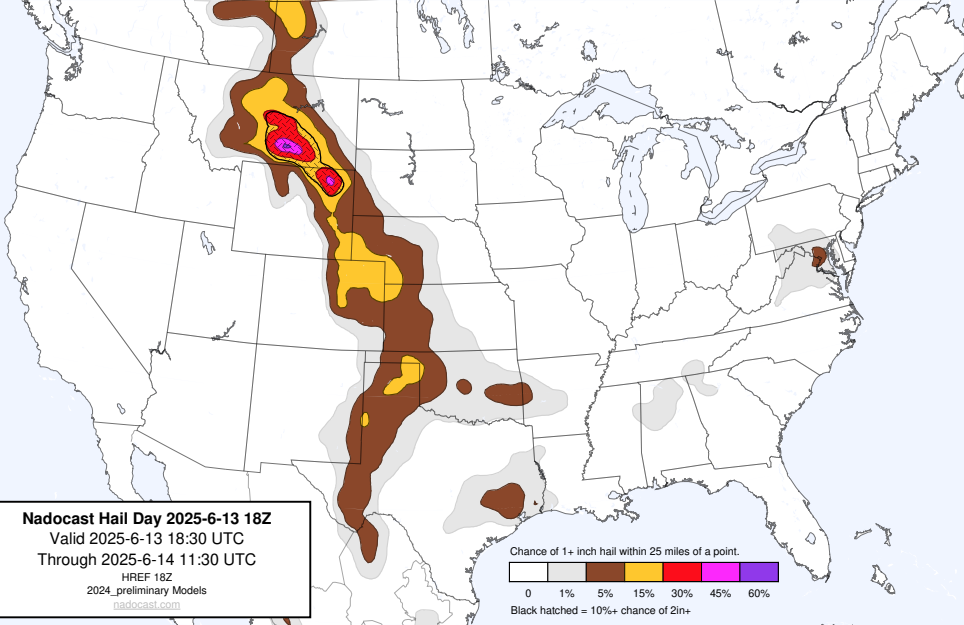 Nadocast Hail Day 2025-6-13 18Z
Valid 2025-6-13 18:30 UTC
Through 2025-6-14 11:30 UTC
HREF 18Z
2024_preliminary Models
nadocast.com
Chance of 1+ inch hail within 25 miles of a point.
0 1% 5% 15% 30% 45% 60%
Black hatched = 10%+ chance of 2in+